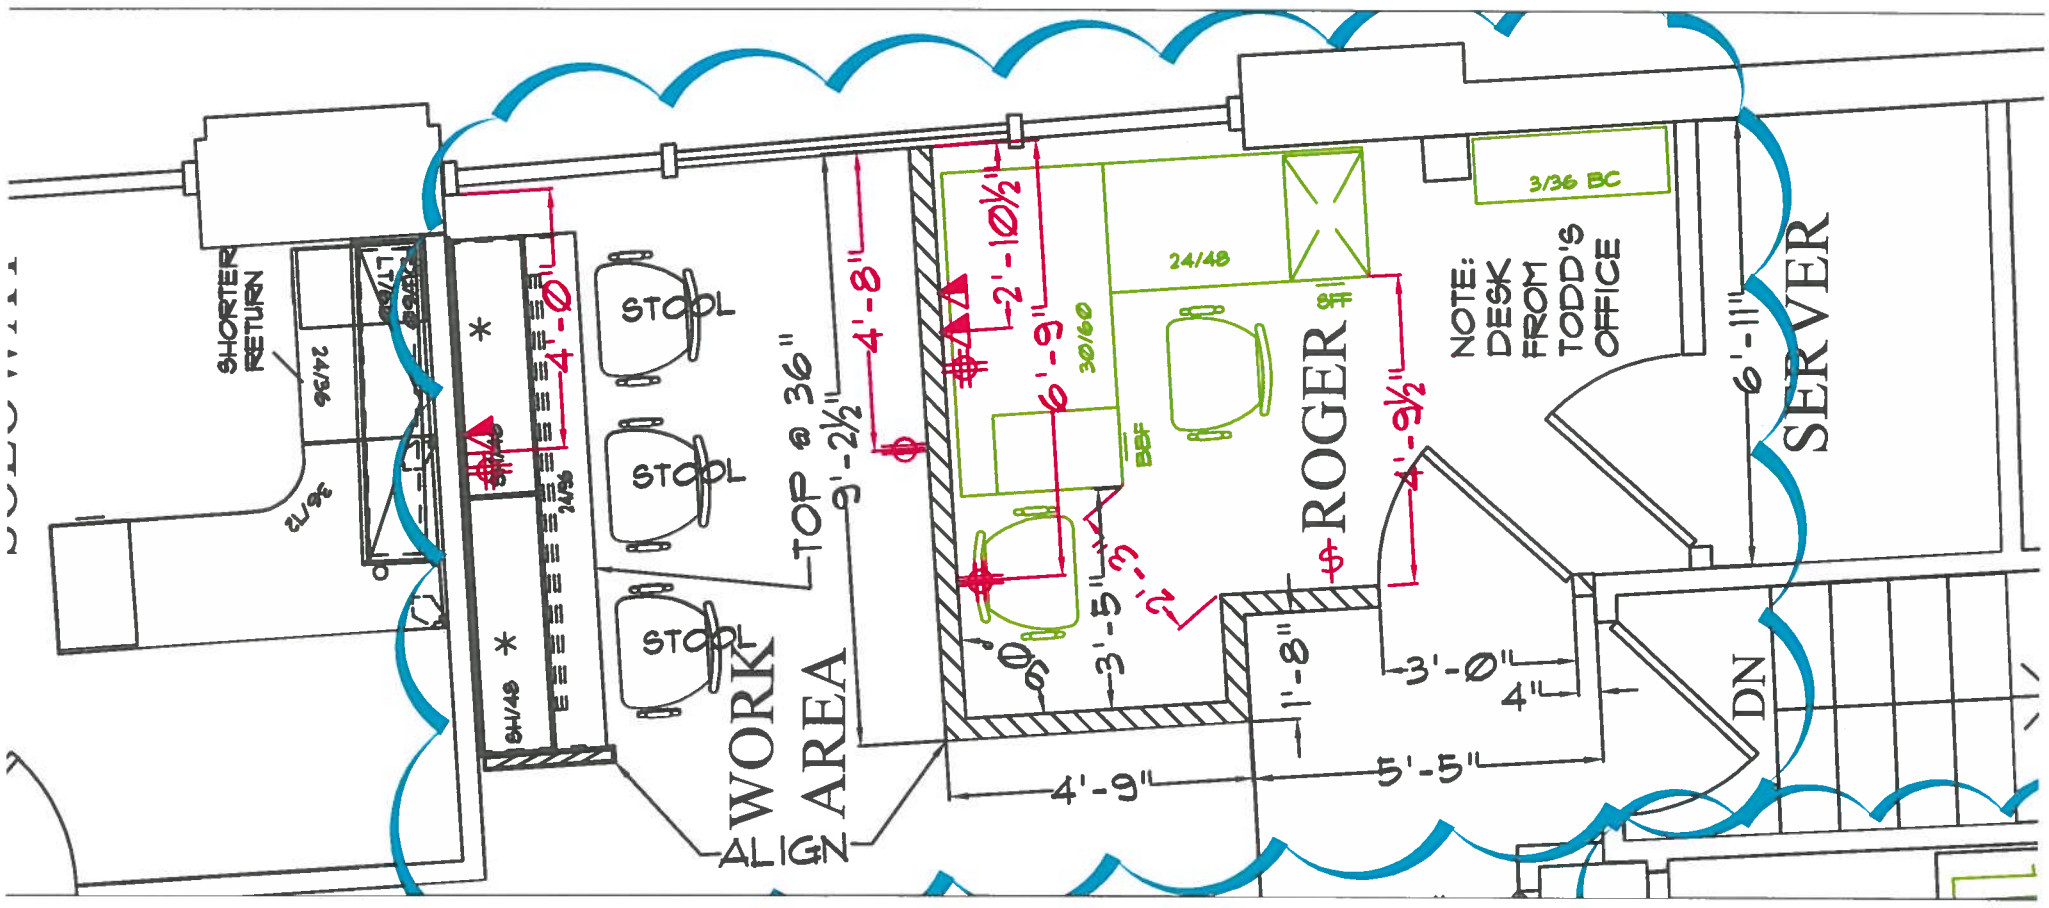 SHORTER
RETURN
24/36
36/72
*
*
4'-0"
24/96
BH/48
STOOL
STOOL
STOOL
TOP @ 36"
9'-2½"
4'-8"
WORK
AREA
ALIGN
2'-10½"
6'-9"
30/60
24/48
BBF
8FF
ROGER
$
4'-9½"
2'-3"
3'-5"
1'-8"
3'-0"
4"
4'-9"
5'-5"
3/36 BC
NOTE:
DESK
FROM
TODD'S
OFFICE
6'-11"
SERVER
DN